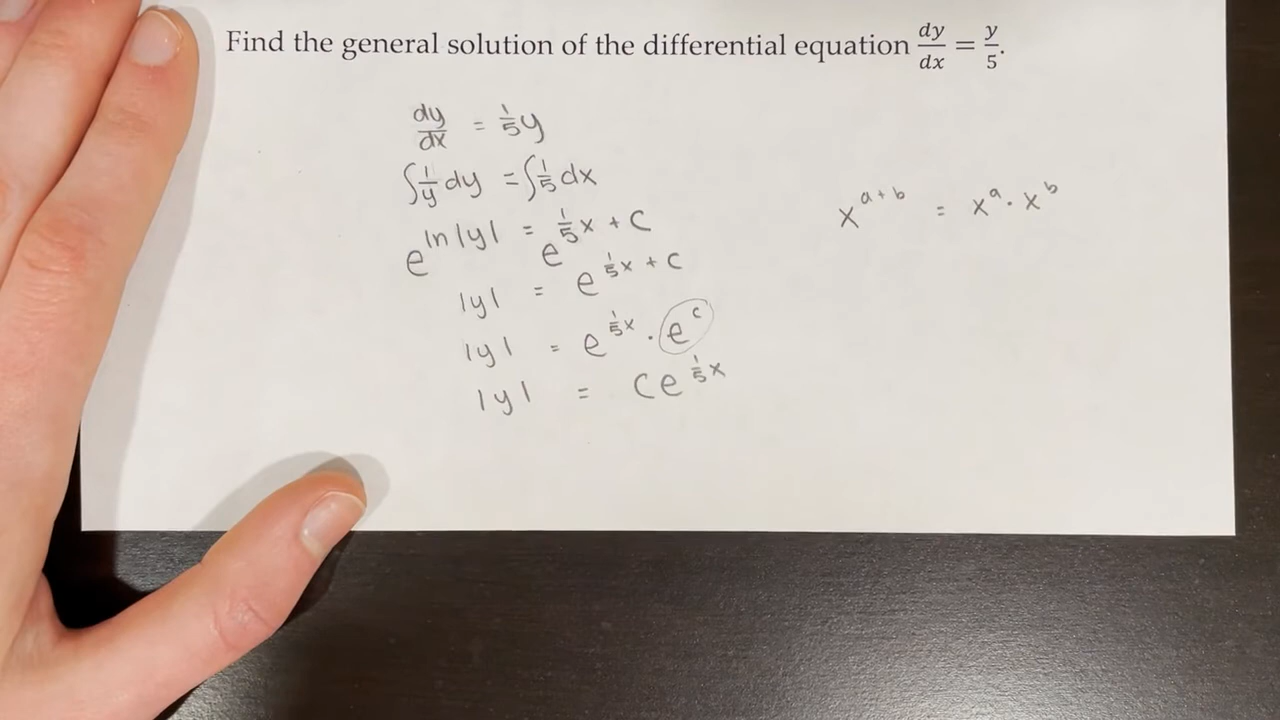 Find the general solution of the differential equation dy/dx = y/5.
dy/dx = 1/5 y
∫ 1/y dy = ∫ 1/5 dx
x^(a+b) = x^a · x^b
e^(ln|y|) = e^(1/5 x + C)
|y| = e^(1/5 x + C)
|y| = e^(1/5 x) · e^c
|y| = Ce^(1/5 x)